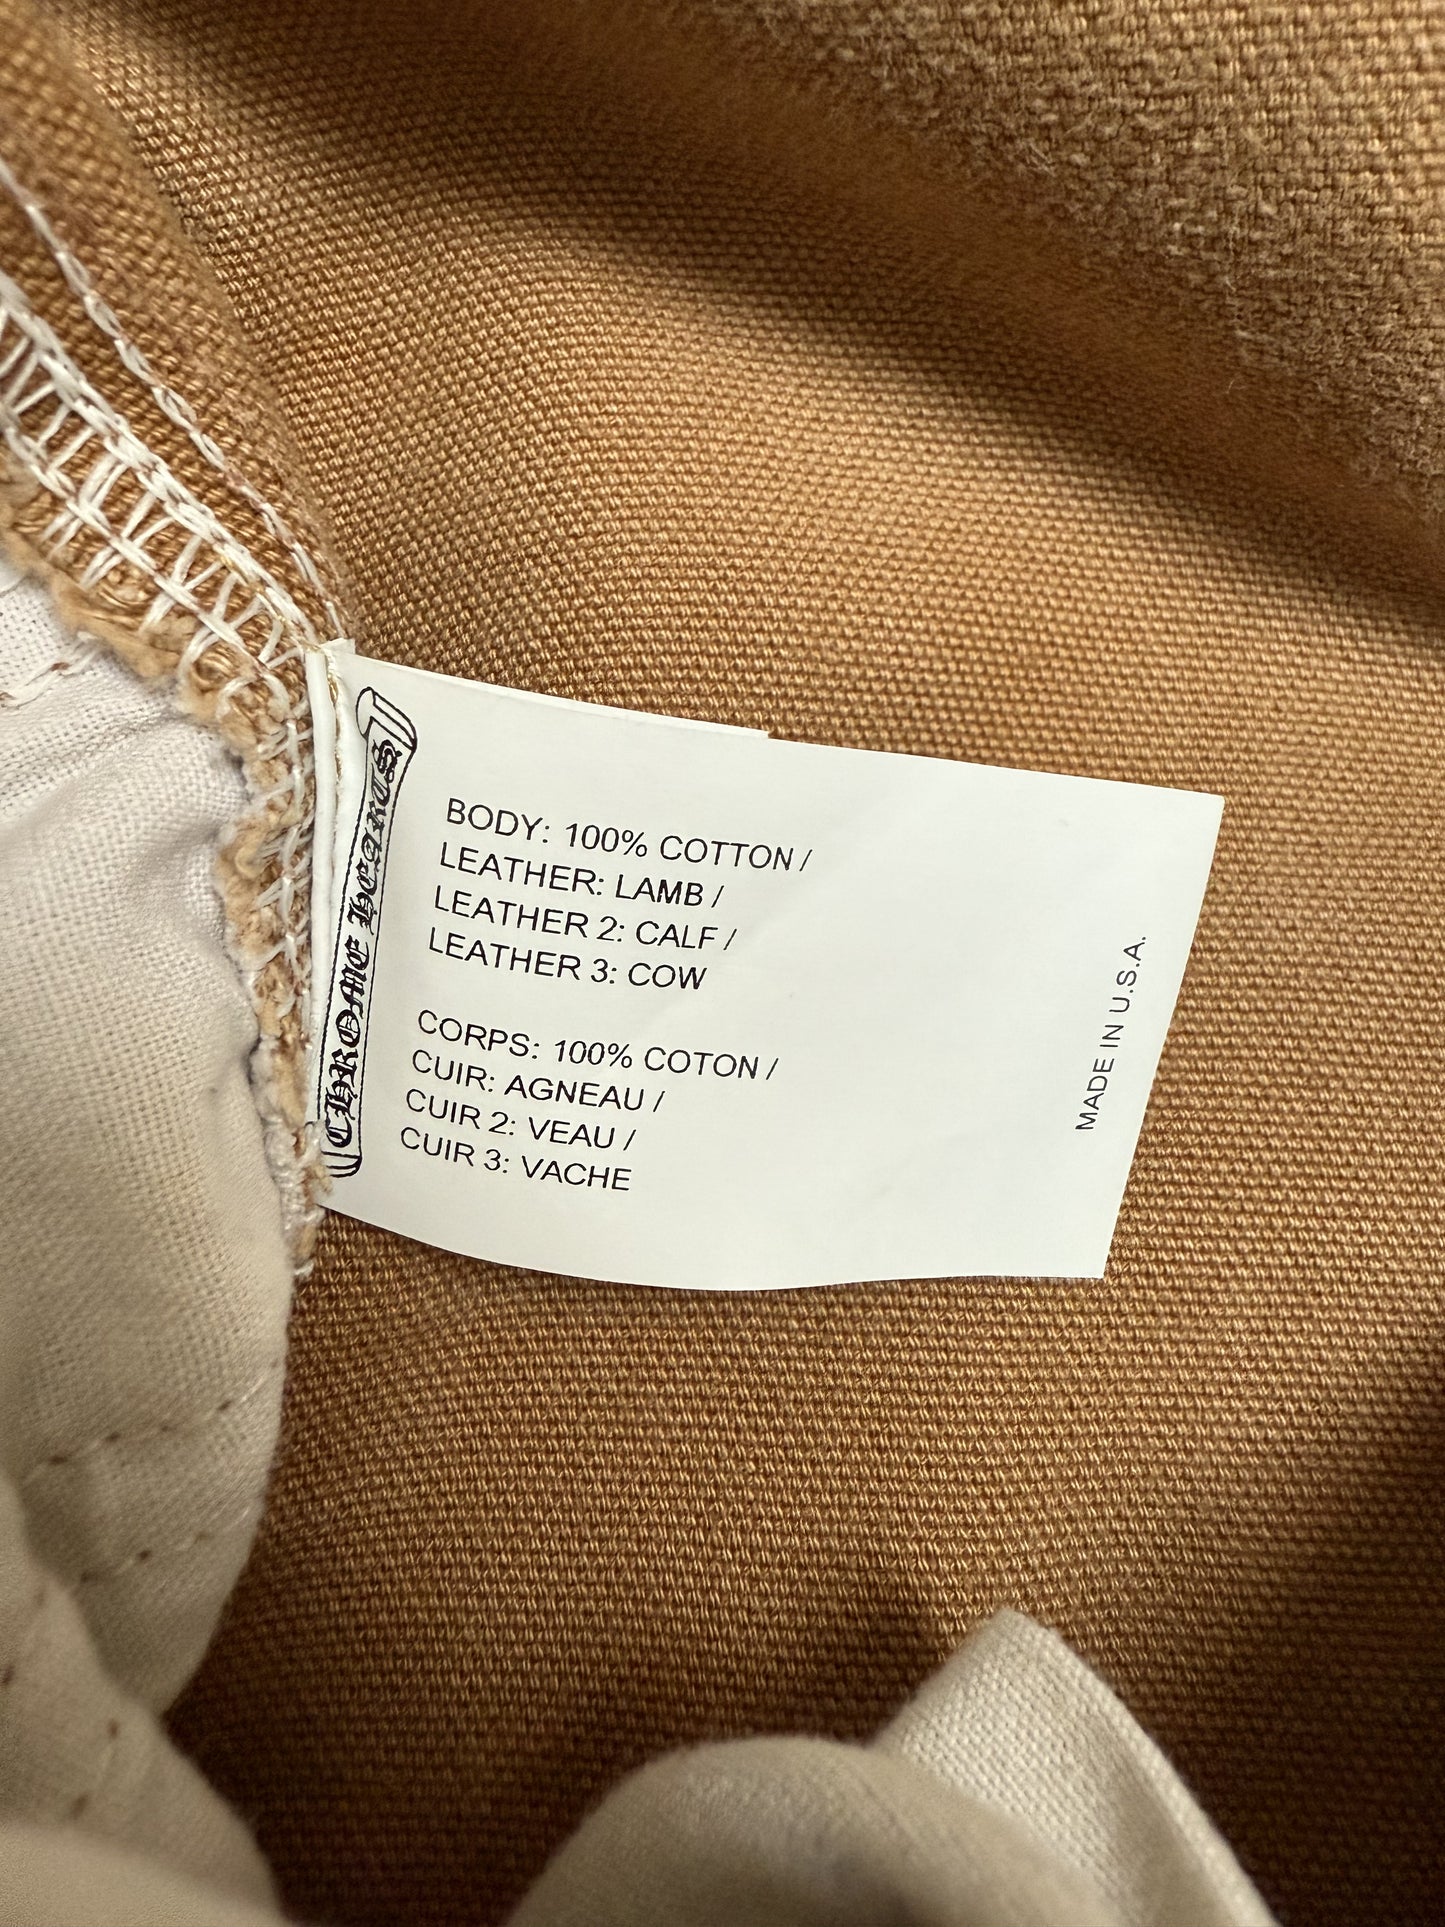 CHROME HEARTS
BODY: 100% COTTON /
LEATHER: LAMB /
LEATHER 2: CALF /
LEATHER 3: COW
CORPS: 100% COTON /
CUIR: AGNEAU /
CUIR 2: VEAU /
CUIR 3: VACHE
MADE IN U.S.A.